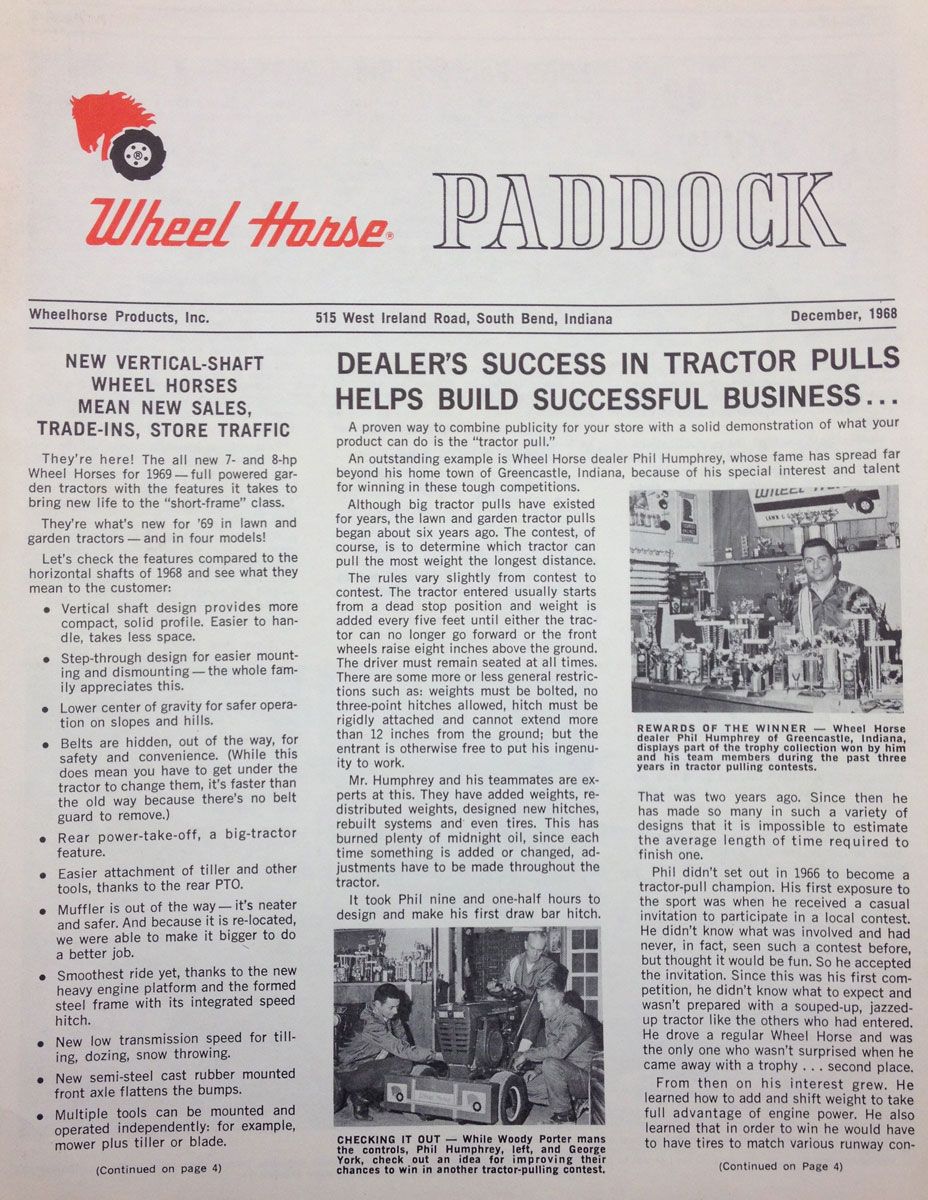 Wheel Horse® PADDOCK
Wheelhorse Products, Inc. 515 West Ireland Road, South Bend, Indiana December, 1968
NEW VERTICAL-SHAFT
WHEEL HORSES
MEAN NEW SALES,
TRADE-INS, STORE TRAFFIC
They're here! The all new 7- and 8-hp
Wheel Horses for 1969 — full powered gar-
den tractors with the features it takes to
bring new life to the "short-frame" class.
They're what's new for '69 in lawn and
garden tractors — and in four models!
Let's check the features compared to the
horizontal shafts of 1968 and see what they
mean to the customer:
• Vertical shaft design provides more
compact, solid profile. Easier to han-
dle, takes less space.
• Step-through design for easier mount-
ing and dismounting — the whole fam-
ily appreciates this.
• Lower center of gravity for safer opera-
tion on slopes and hills.
• Belts are hidden, out of the way, for
safety and convenience. (While this
does mean you have to get under the
tractor to change them, it's faster than
the old way because there's no belt
guard to remove.)
• Rear power-take-off, a big-tractor
feature.
• Easier attachment of tiller and other
tools, thanks to the rear PTO.
• Muffler is out of the way — it's neater
and safer. And because it is re-located,
we were able to make it bigger to do
a better job.
• Smoothest ride yet, thanks to the new
heavy engine platform and the formed
steel frame with its integrated speed
hitch.
• New low transmission speed for till-
ing, dozing, snow throwing.
• New semi-steel cast rubber mounted
front axle flattens the bumps.
• Multiple tools can be mounted and
operated independently: for example,
mower plus tiller or blade.
(Continued on page 4)
DEALER'S SUCCESS IN TRACTOR PULLS
HELPS BUILD SUCCESSFUL BUSINESS...
A proven way to combine publicity for your store with a solid demonstration of what your
product can do is the "tractor pull."
An outstanding example is Wheel Horse dealer Phil Humphrey, whose fame has spread far
beyond his home town of Greencastle, Indiana, because of his special interest and talent
for winning in these tough competitions.
Although big tractor pulls have existed
for years, the lawn and garden tractor pulls
began about six years ago. The contest, of
course, is to determine which tractor can
pull the most weight the longest distance.
The rules vary slightly from contest to
contest. The tractor entered usually starts
from a dead stop position and weight is
added every five feet until either the trac-
tor can no longer go forward or the front
wheels raise eight inches above the ground.
The driver must remain seated at all times.
There are some more or less general restric-
tions such as: weights must be bolted, no
three-point hitches allowed, hitch must be
rigidly attached and cannot extend more
than 12 inches from the ground; but the
entrant is otherwise free to put his ingenu-
ity to work.
Mr. Humphrey and his teammates are ex-
perts at this. They have added weights, re-
distributed weights, designed new hitches,
rebuilt systems and even tires. This has
burned plenty of midnight oil, since each
time something is added or changed, ad-
justments have to be made throughout the
tractor.
It took Phil nine and one-half hours to
design and make his first draw bar hitch.
CHECKING IT OUT — While Woody Porter mans
the controls, Phil Humphrey, left, and George
York, check out an idea for improving their
chances to win in another tractor-pulling contest.
WHEEL HORSE
REWARDS OF THE WINNER — Wheel Horse
dealer Phil Humphrey of Greencastle, Indiana,
displays part of the trophy collection won by him
and his team members during the past three
years in tractor pulling contests.
That was two years ago. Since then he
has made so many in such a variety of
designs that it is impossible to estimate
the average length of time required to
finish one.
Phil didn't set out in 1966 to become a
tractor-pull champion. His first exposure to
the sport was when he received a casual
invitation to participate in a local contest.
He didn't know what was involved and had
never, in fact, seen such a contest before,
but thought it would be fun. So he accepted
the invitation. Since this was his first com-
petition, he didn't know what to expect and
wasn't prepared with a souped-up, jazzed-
up tractor like the others who had entered.
He drove a regular Wheel Horse and was
the only one who wasn't surprised when he
came away with a trophy . . . second place.
From then on his interest grew. He
learned how to add and shift weight to take
full advantage of engine power. He also
learned that in order to win he would have
to have tires to match various runway con-
(Continued on Page 4)